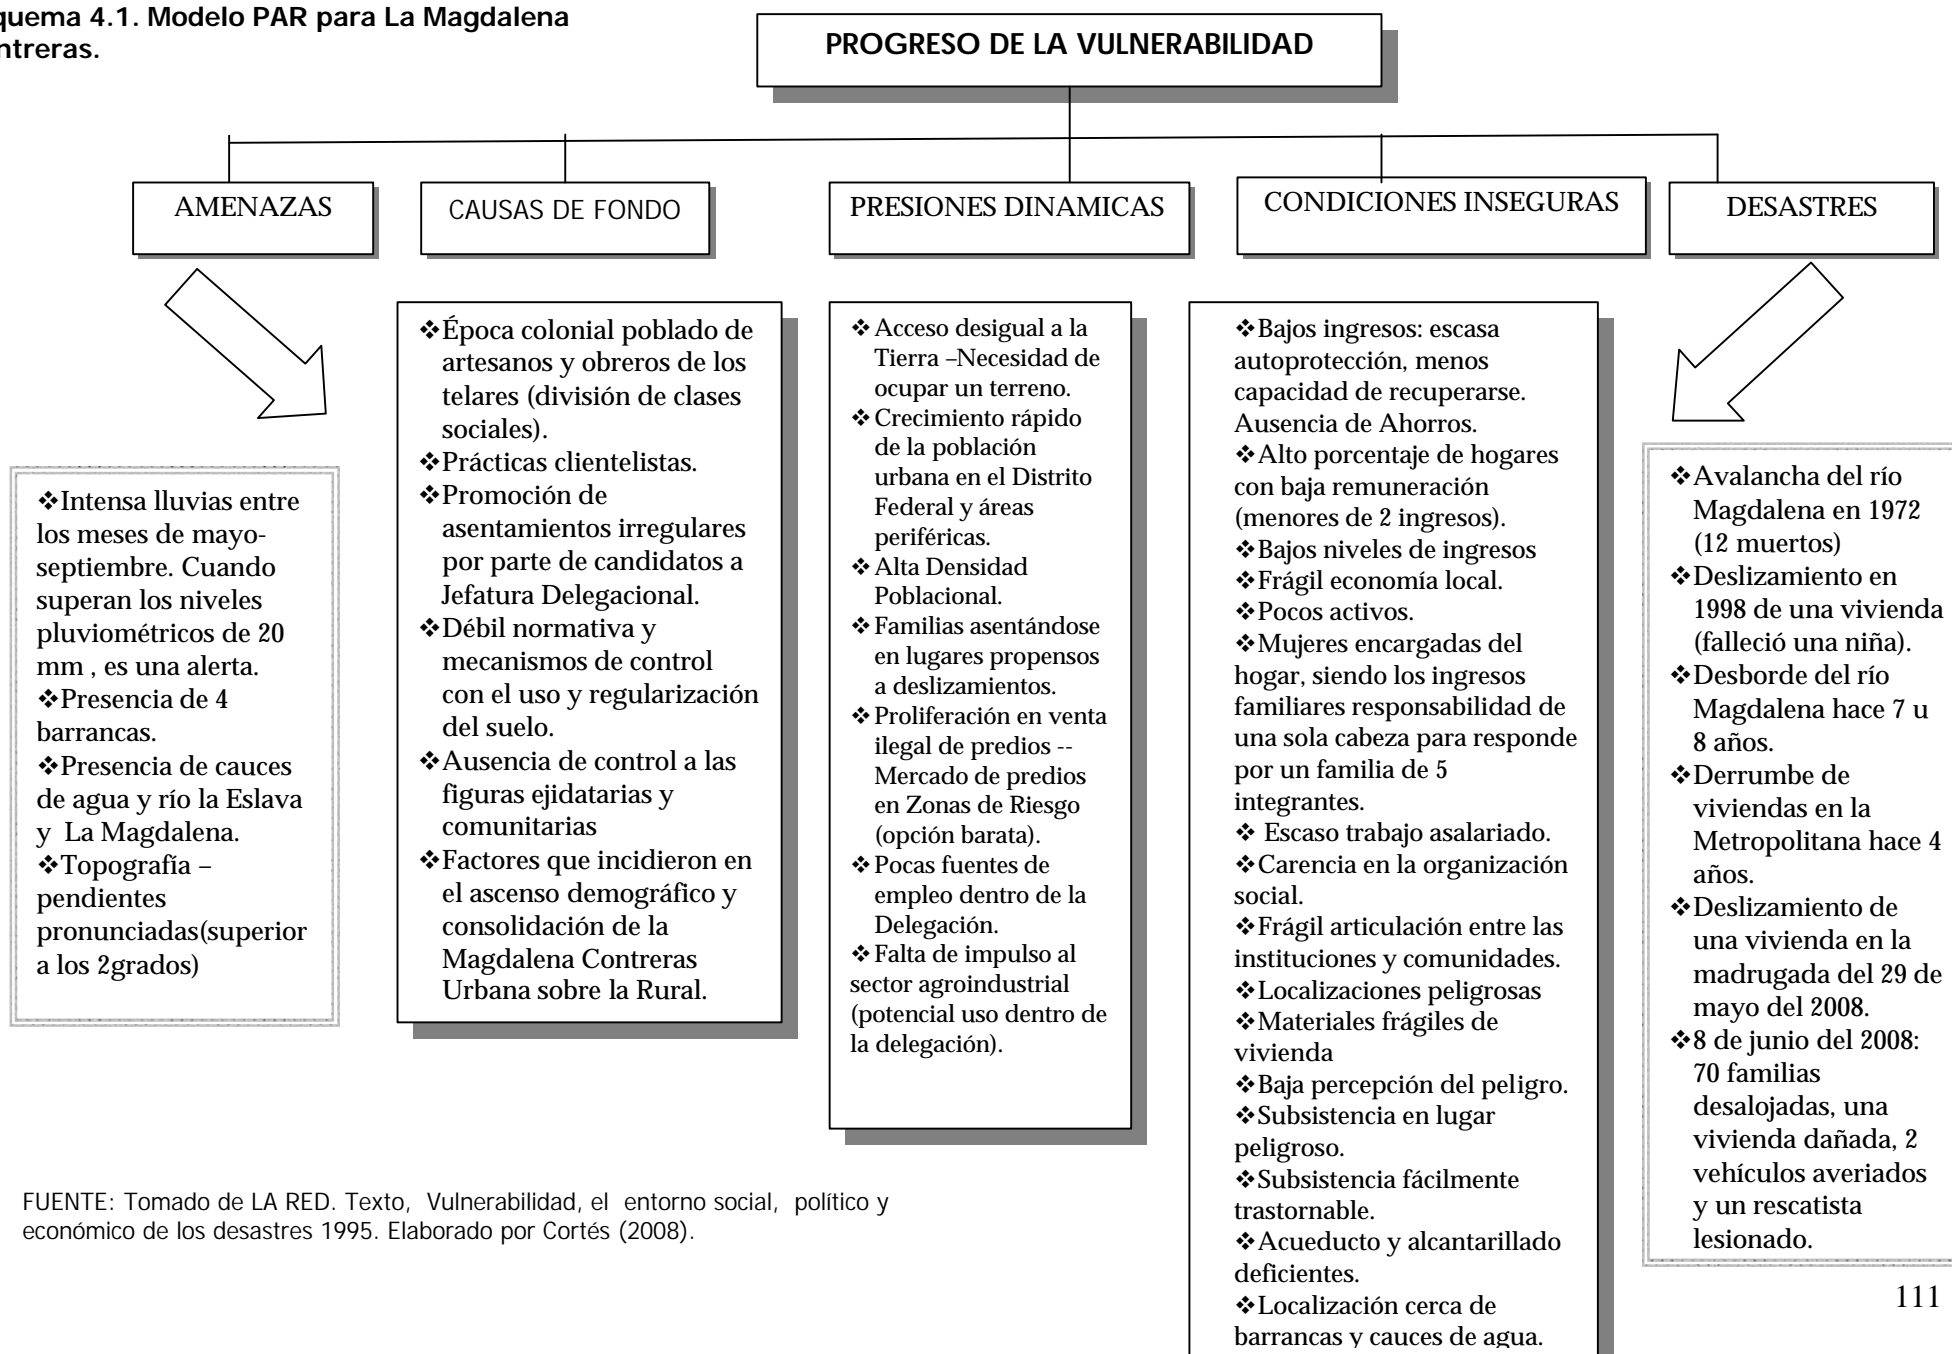 quema 4.1. Modelo PAR para La Magdalena
ntreras.
PROGRESO DE LA VULNERABILIDAD
AMENAZAS
CAUSAS DE FONDO
PRESIONES DINAMICAS
CONDICIONES INSEGURAS
DESASTRES
❖Intensa lluvias entre
los meses de mayo-
septiembre. Cuando
superan los niveles
pluviométricos de 20
mm , es una alerta.
❖Presencia de 4
barrancas.
❖Presencia de cauces
de agua y río la Eslava
y La Magdalena.
❖Topografía –
pendientes
pronunciadas(superior
a los 2grados)
❖Época colonial poblado de
artesanos y obreros de los
telares (división de clases
sociales).
❖Prácticas clientelistas.
❖Promoción de
asentamientos irregulares
por parte de candidatos a
Jefatura Delegacional.
❖Débil normativa y
mecanismos de control
con el uso y regularización
del suelo.
❖Ausencia de control a las
figuras ejidatarias y
comunitarias
❖Factores que incidieron en
el ascenso demográfico y
consolidación de la
Magdalena Contreras
Urbana sobre la Rural.
❖Acceso desigual a la
Tierra –Necesidad de
ocupar un terreno.
❖Crecimiento rápido
de la población
urbana en el Distrito
Federal y áreas
periféricas.
❖Alta Densidad
Poblacional.
❖Familias asentándose
en lugares propensos
a deslizamientos.
❖Proliferación en venta
ilegal de predios --
Mercado de predios
en Zonas de Riesgo
(opción barata).
❖Pocas fuentes de
empleo dentro de la
Delegación.
❖Falta de impulso al
sector agroindustrial
(potencial uso dentro de
la delegación).
❖Bajos ingresos: escasa
autoprotección, menos
capacidad de recuperarse.
Ausencia de Ahorros.
❖Alto porcentaje de hogares
con baja remuneración
(menores de 2 ingresos).
❖Bajos niveles de ingresos
❖Frágil economía local.
❖Pocos activos.
❖Mujeres encargadas del
hogar, siendo los ingresos
familiares responsabilidad de
una sola cabeza para responde
por un familia de 5
integrantes.
❖ Escaso trabajo asalariado.
❖Carencia en la organización
social.
❖Frágil articulación entre las
instituciones y comunidades.
❖Localizaciones peligrosas
❖Materiales frágiles de
vivienda
❖Baja percepción del peligro.
❖Subsistencia en lugar
peligroso.
❖Subsistencia fácilmente
trastornable.
❖Acueducto y alcantarillado
deficientes.
❖Localización cerca de
barrancas y cauces de agua.
❖Avalancha del río
Magdalena en 1972
(12 muertos)
❖Deslizamiento en
1998 de una vivienda
(falleció una niña).
❖Desborde del río
Magdalena hace 7 u
8 años.
❖Derrumbe de
viviendas en la
Metropolitana hace 4
años.
❖Deslizamiento de
una vivienda en la
madrugada del 29 de
mayo del 2008.
❖8 de junio del 2008:
70 familias
desalojadas, una
vivienda dañada, 2
vehículos averiados
y un rescatista
lesionado.
FUENTE: Tomado de LA RED. Texto, Vulnerabilidad, el entorno social, político y
económico de los desastres 1995. Elaborado por Cortés (2008).
111